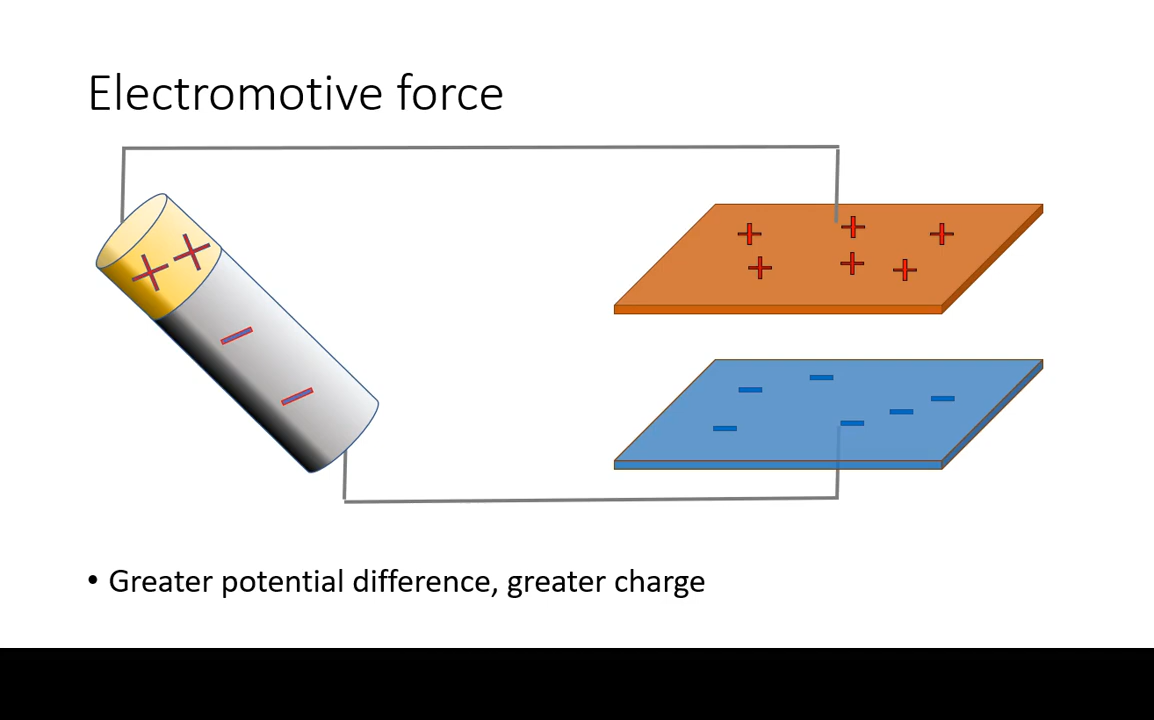 Electromotive force
+ +
+ + +
+ + +
• Greater potential difference, greater charge